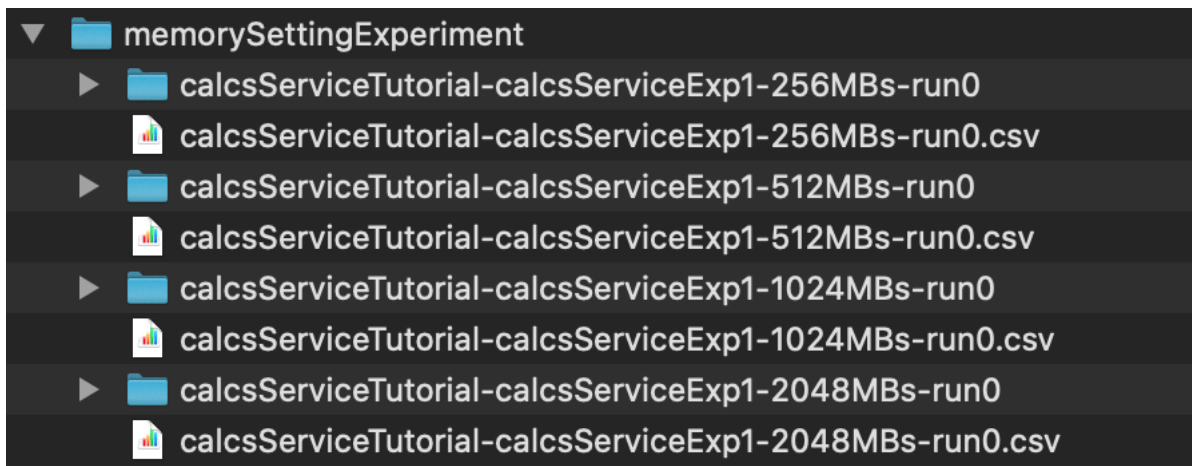 memorySettingExperiment
calcsServiceTutorial-calcsServiceExp1-256MBs-run0
calcsServiceTutorial-calcsServiceExp1-256MBs-run0.csv
calcsServiceTutorial-calcsServiceExp1-512MBs-run0
calcsServiceTutorial-calcsServiceExp1-512MBs-run0.csv
calcsServiceTutorial-calcsServiceExp1-1024MBs-run0
calcsServiceTutorial-calcsServiceExp1-1024MBs-run0.csv
calcsServiceTutorial-calcsServiceExp1-2048MBs-run0
calcsServiceTutorial-calcsServiceExp1-2048MBs-run0.csv